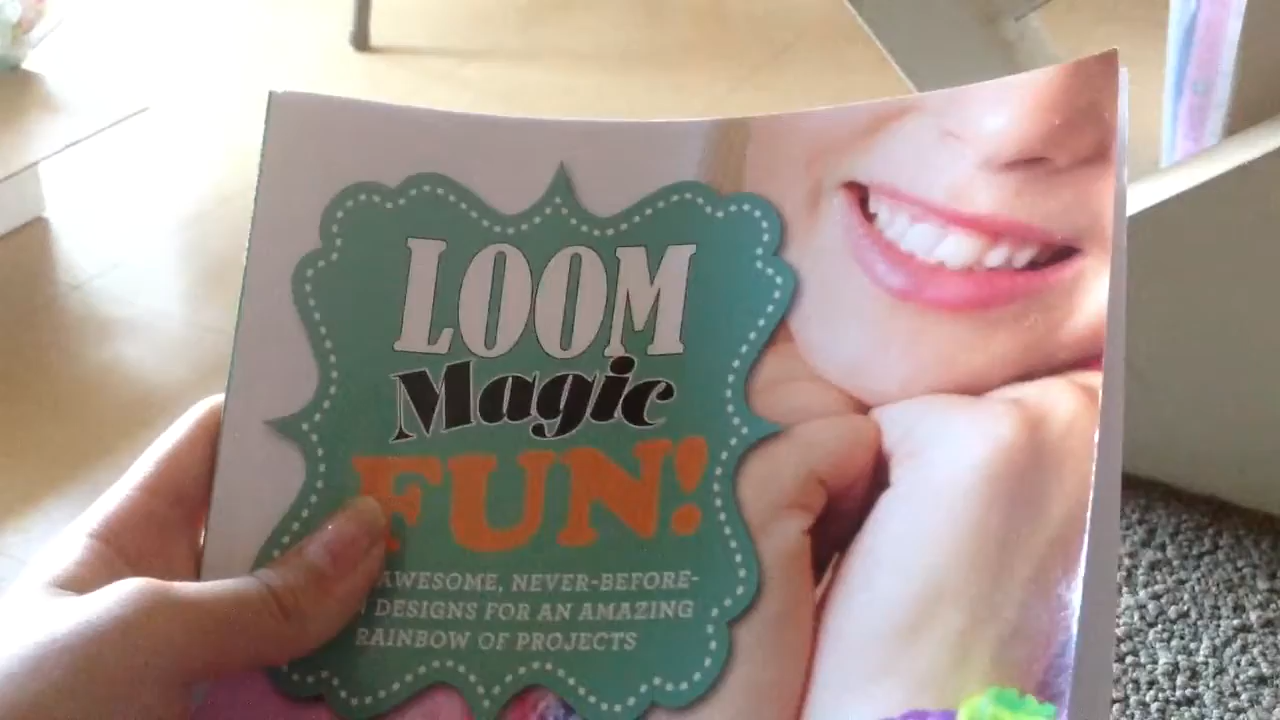 LOOM
Magic
FUN!
AWESOME, NEVER-BEFORE-
DESIGNS FOR AN AMAZING
RAINBOW OF PROJECTS